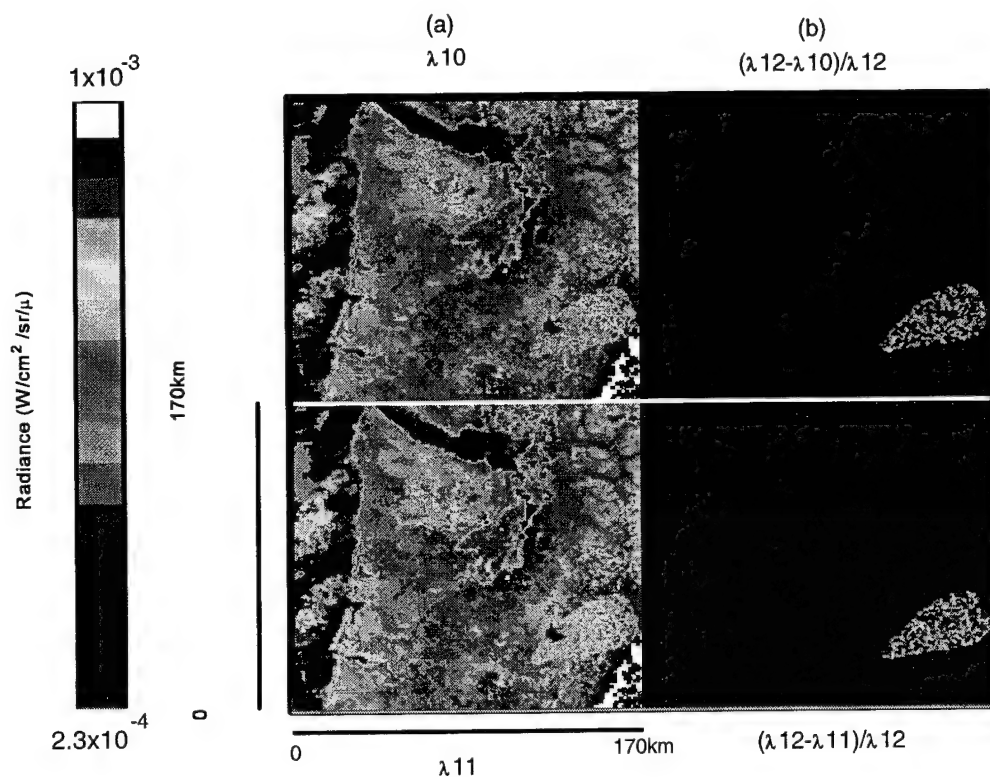 (a)
λ10
(b)
(λ12-λ10)/λ12
1x10⁻³
Radiance (W/cm² /sr/μ)
2.3x10⁻⁴
170km
0
0
170km
λ11
(λ12-λ11)/λ12